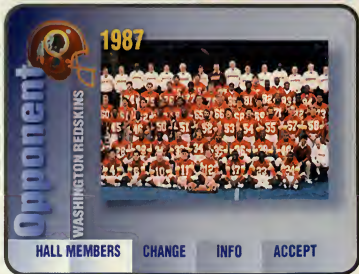 1987
Opponent
WASHINGTON REDSKINS
HALL MEMBERS CHANGE INFO ACCEPT